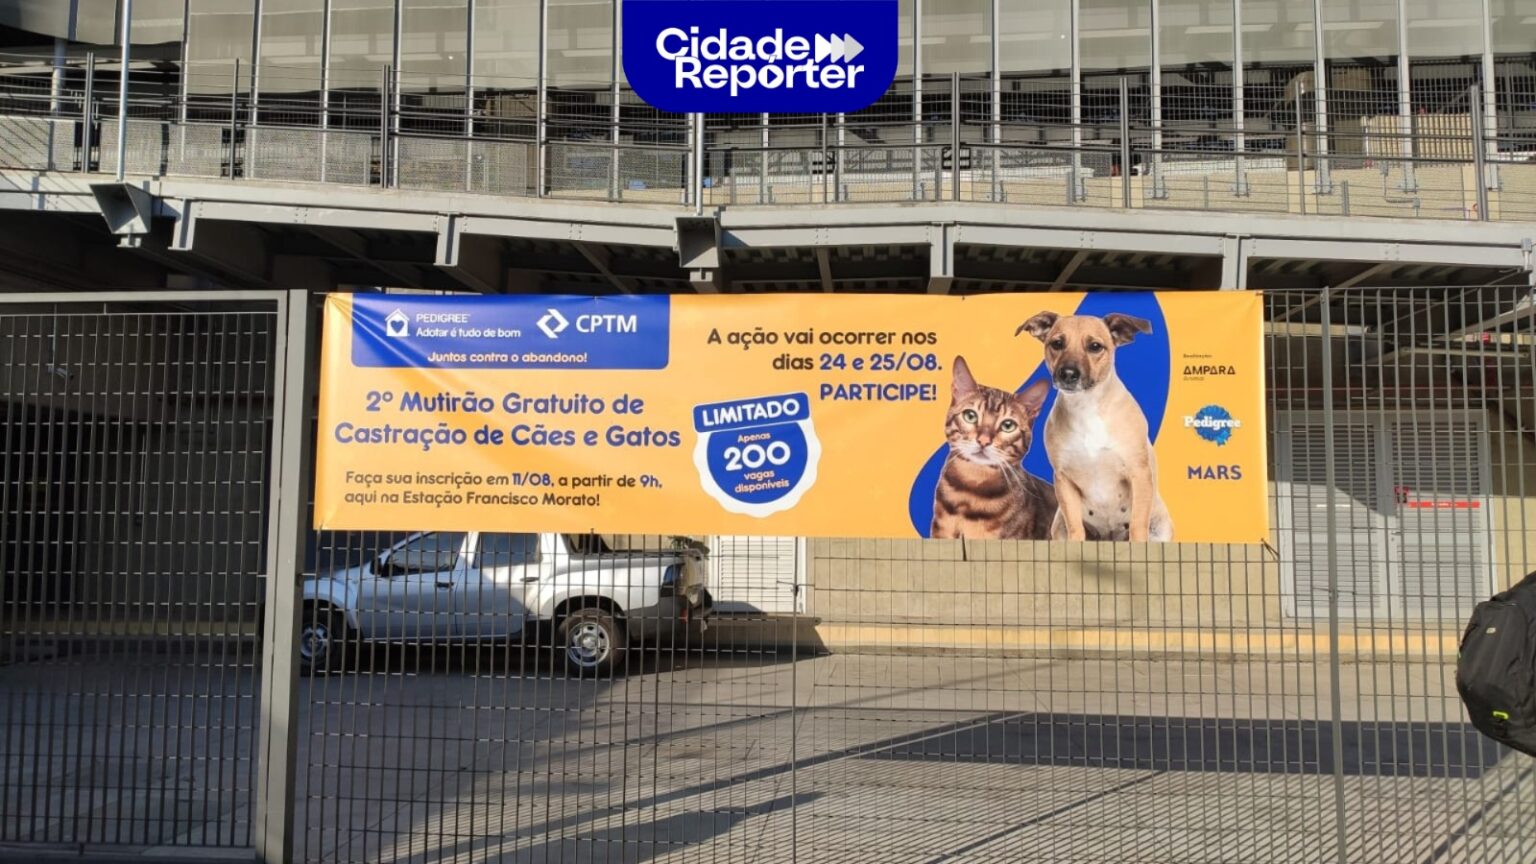 Cidade
Repórter
PEDIGREE
Adotar é tudo de bom
CPTM
Juntos contra o abandono!
2º Mutirão Gratuito de
Castração de Cães e Gatos
Faça sua inscrição em 11/08, a partir de 9h,
aqui na Estação Francisco Morato!
LIMITADO
Apenas
200
vagas
disponíveis
A ação vai ocorrer nos
dias 24 e 25/08.
PARTICIPE!
Realização:
AMPARA
Animal
Pedigree
MARS